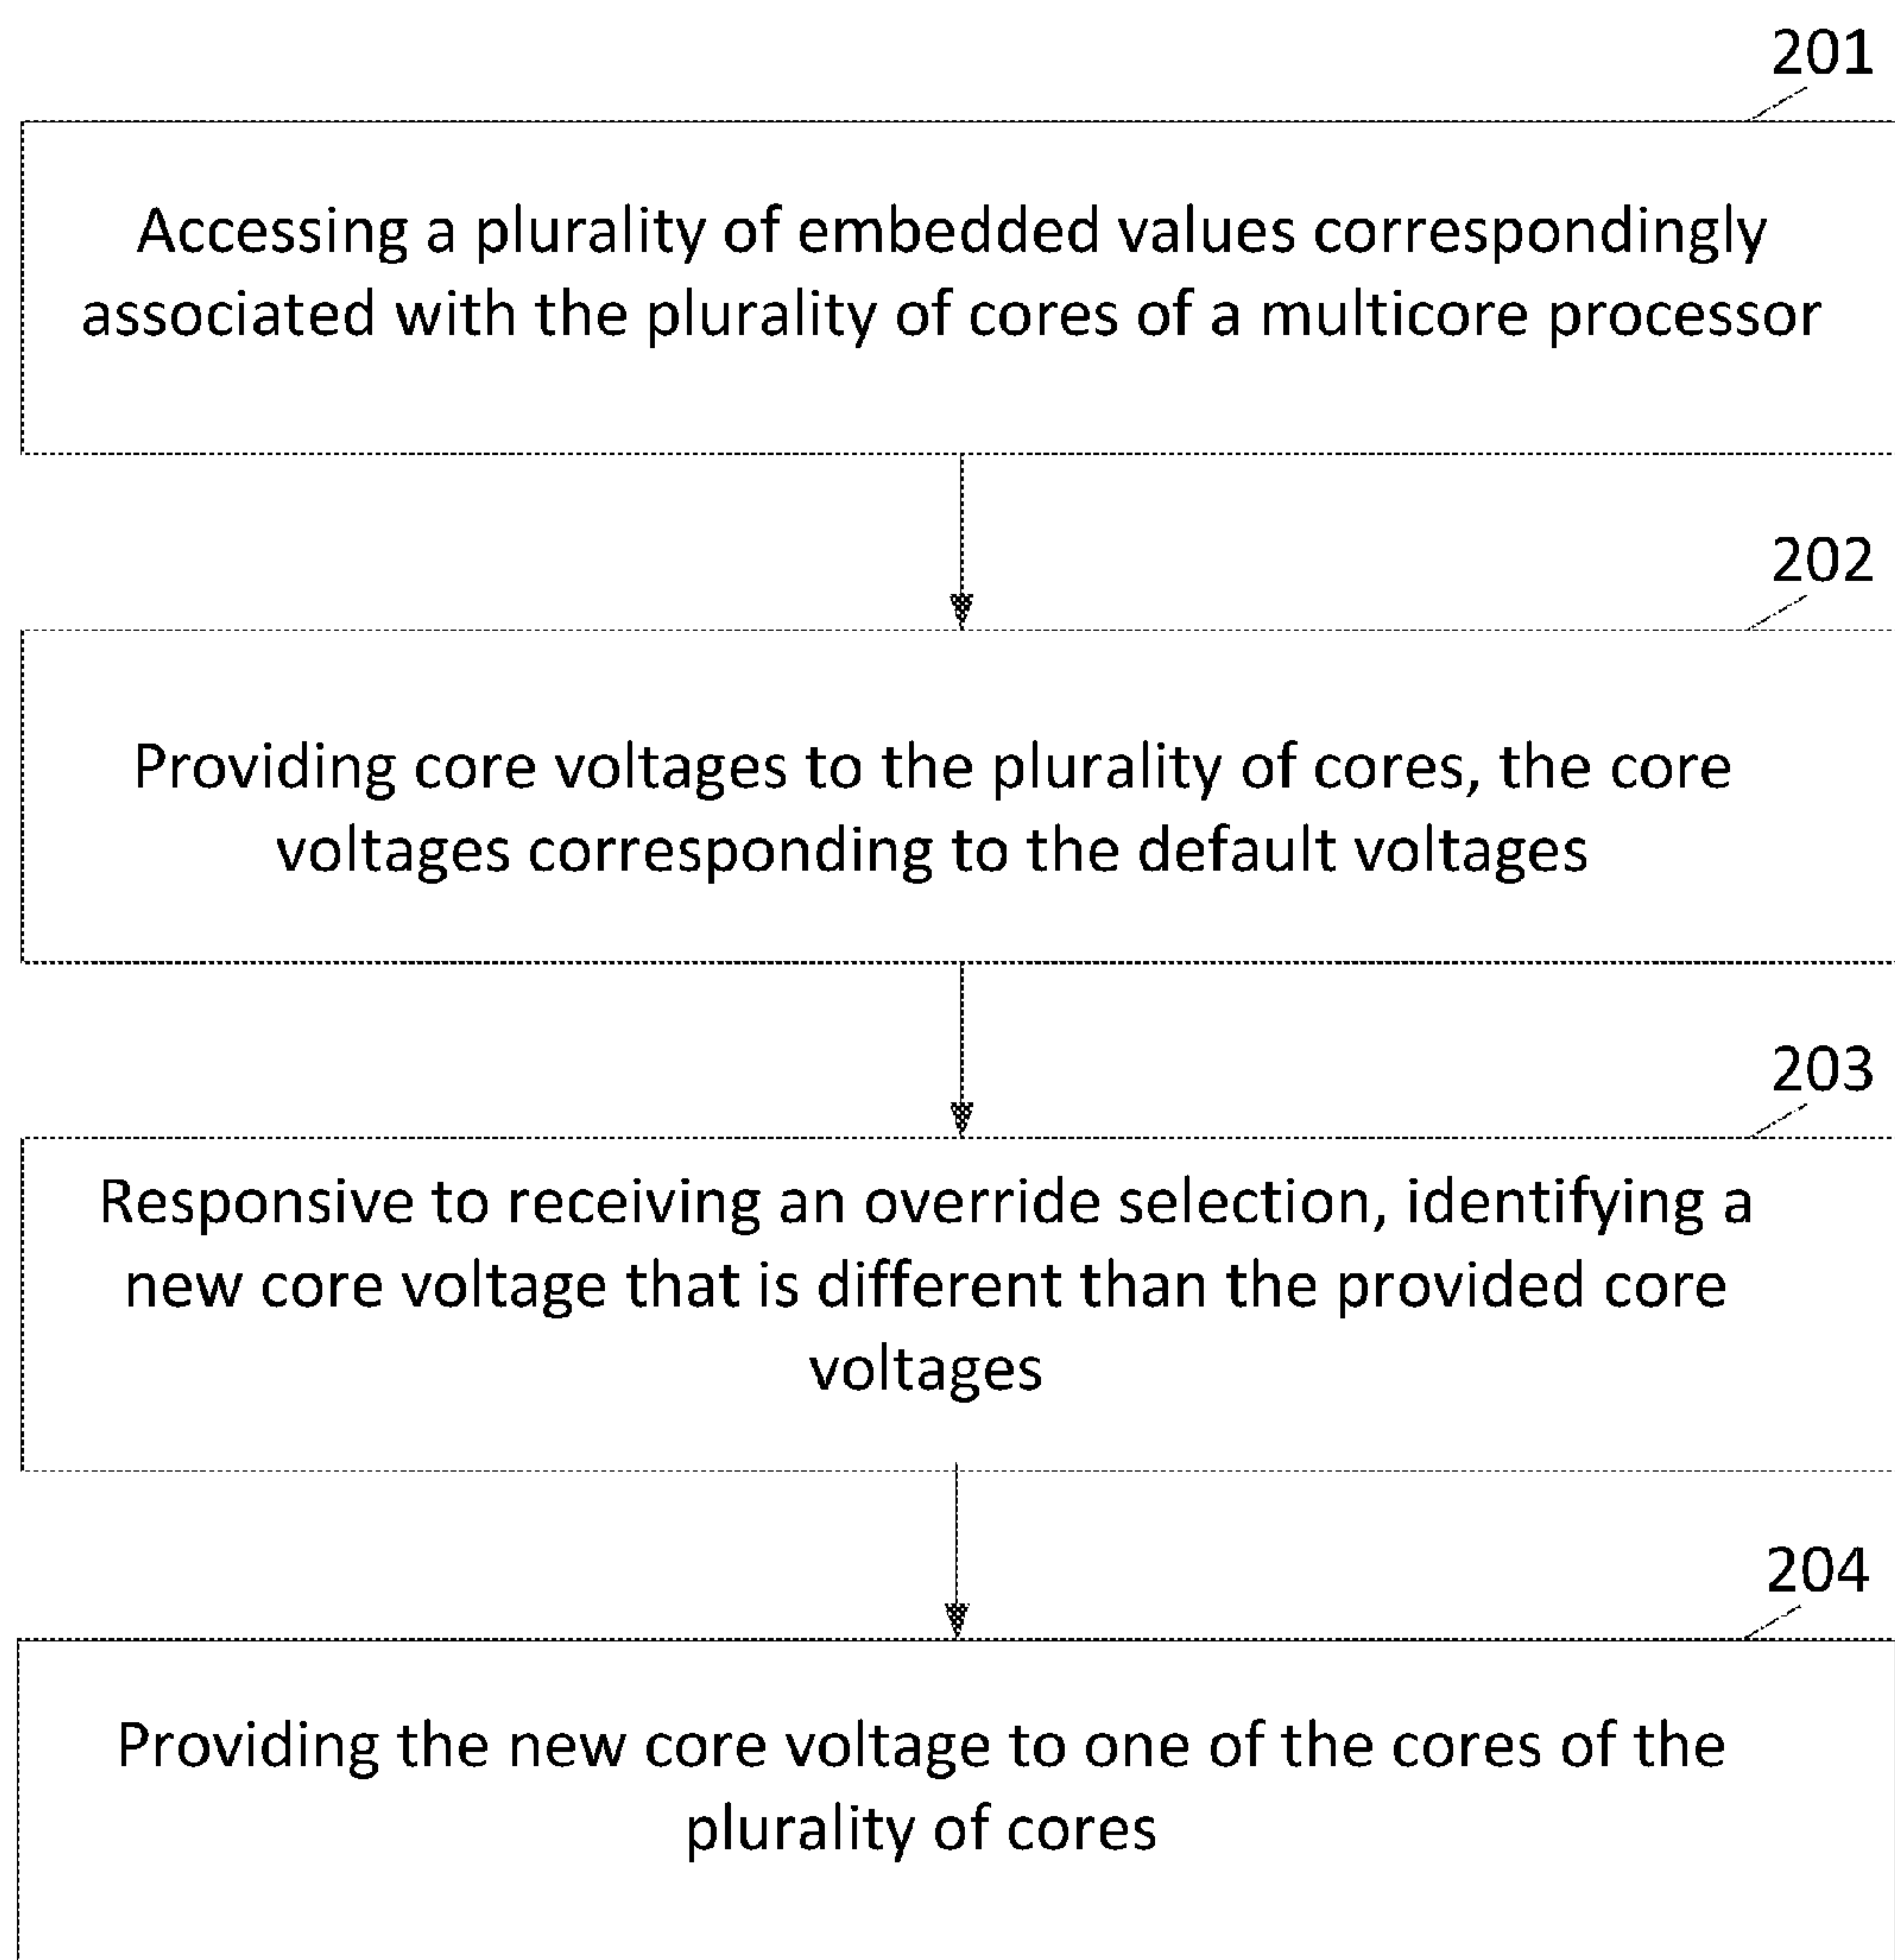 201
Accessing a plurality of embedded values correspondingly
associated with the plurality of cores of a multicore processor
202
Providing core voltages to the plurality of cores, the core
voltages corresponding to the default voltages
203
Responsive to receiving an override selection, identifying a
new core voltage that is different than the provided core
voltages
204
Providing the new core voltage to one of the cores of the
plurality of cores